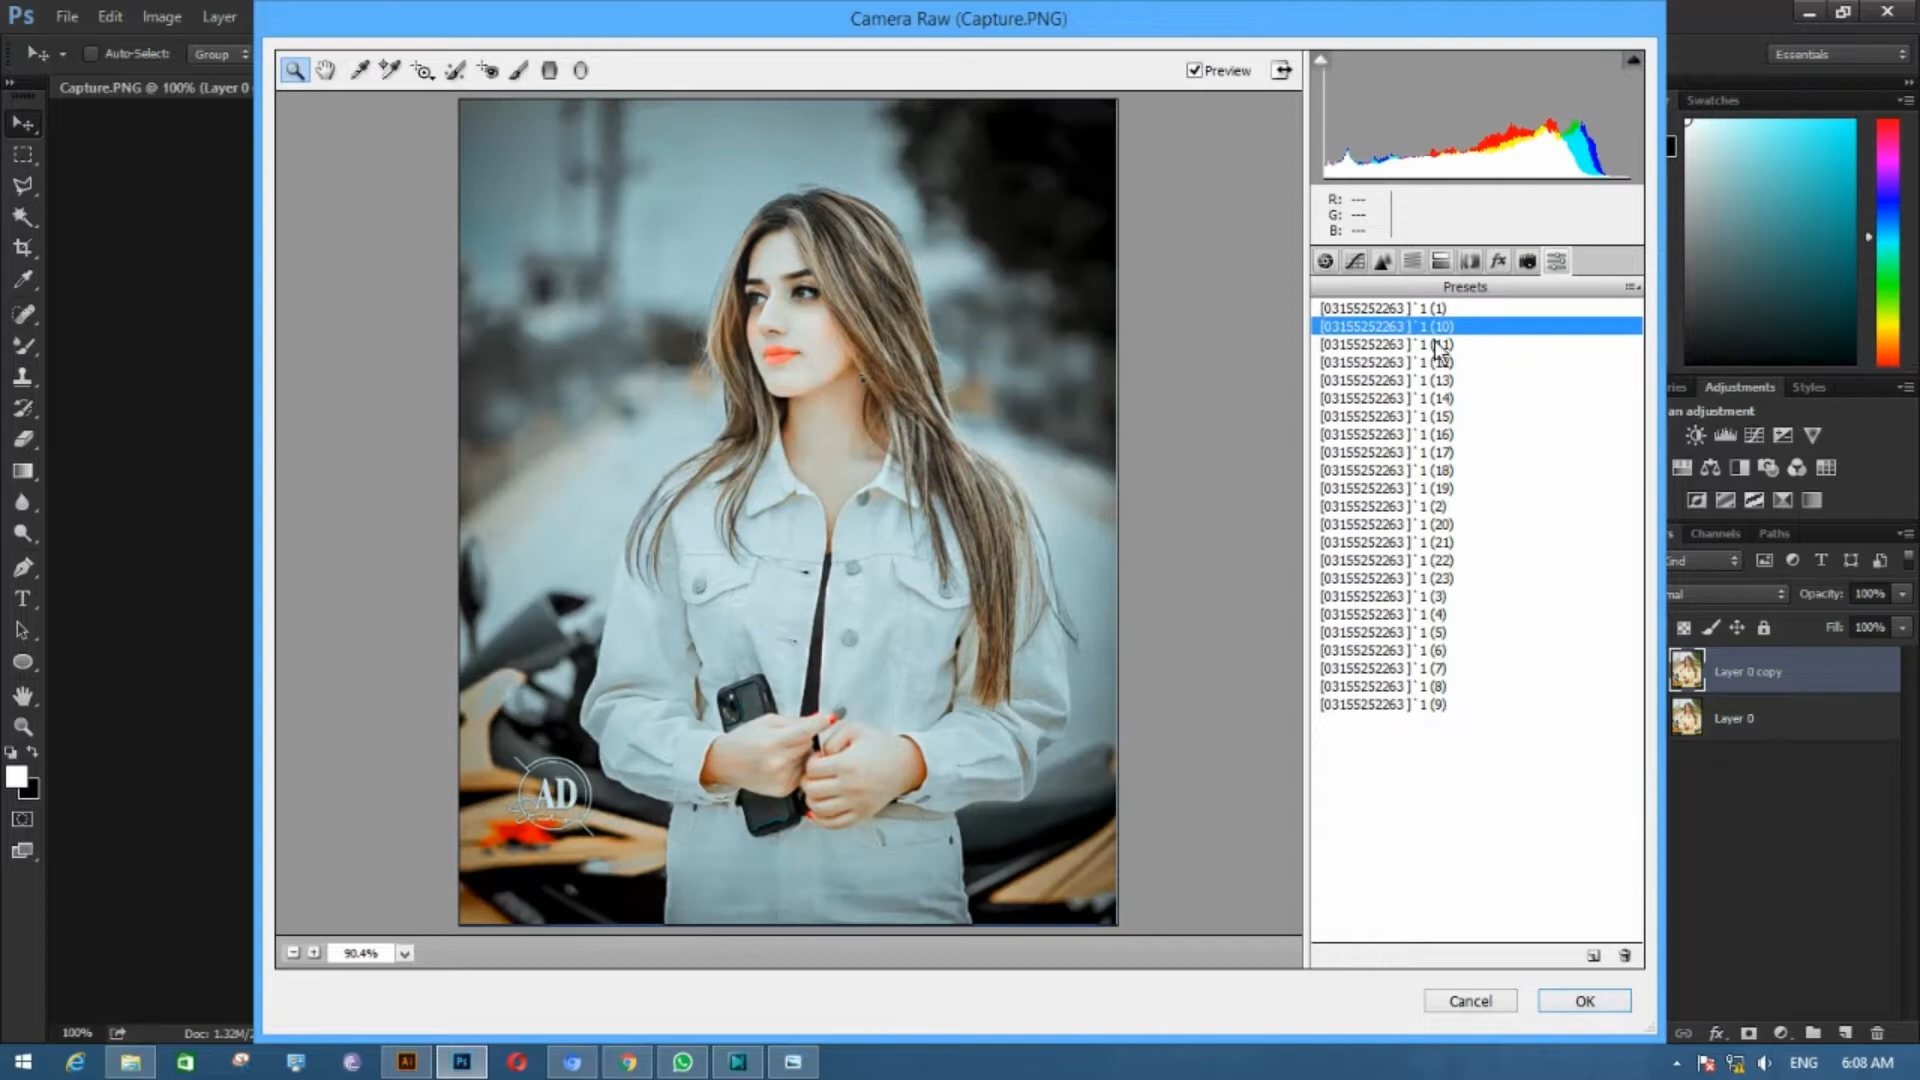 Ps File Edit Image Layer
Camera Raw (Capture.PNG)
Auto-Select: Group
Essentials
Capture.PNG @ 100% (Layer 0
Preview
Swatches
R: ---
G: ---
B: ---
Presets
[03155252263 ]`1 (1)
[03155252263 ]`1 (10)
[03155252263 ]`1 (11)
[03155252263 ]`1 (12)
[03155252263 ]`1 (13)
[03155252263 ]`1 (14)
[03155252263 ]`1 (15)
[03155252263 ]`1 (16)
[03155252263 ]`1 (17)
[03155252263 ]`1 (18)
[03155252263 ]`1 (19)
[03155252263 ]`1 (2)
[03155252263 ]`1 (20)
[03155252263 ]`1 (21)
[03155252263 ]`1 (22)
[03155252263 ]`1 (23)
[03155252263 ]`1 (3)
[03155252263 ]`1 (4)
[03155252263 ]`1 (5)
[03155252263 ]`1 (6)
[03155252263 ]`1 (7)
[03155252263 ]`1 (8)
[03155252263 ]`1 (9)
ries Adjustments Styles
an adjustment
Channels Paths
Kind
mal Opacity: 100%
Fill: 100%
Layer 0 copy
Layer 0
AD
90.4%
Cancel OK
100% Doc: 1.32M/
fx
Ai Ps
ENG 6:08 AM